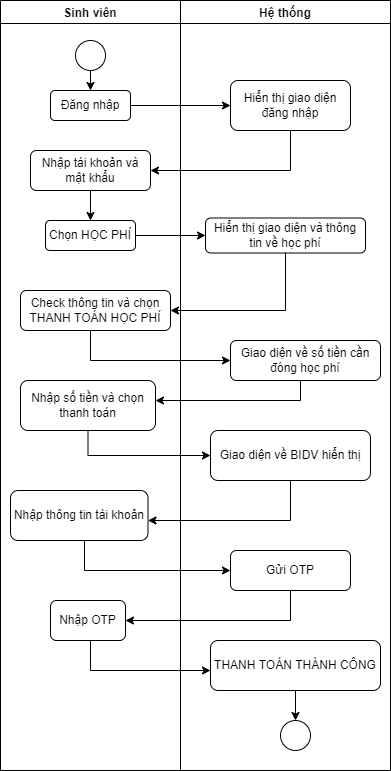 Sinh viên
Hệ thống
Đăng nhập
Hiển thị giao diện
đăng nhập
Nhập tài khoản và
mật khẩu
Chọn HỌC PHÍ
Hiển thị giao diện và thông
tin về học phí
Check thông tin và chọn
THANH TOÁN HỌC PHÍ
Giao diện về số tiền cần
đóng học phí
Nhập số tiền và chọn
thanh toán
Giao diện về BIDV hiển thị
Nhập thông tin tài khoản
Gửi OTP
Nhập OTP
THANH TOÁN THÀNH CÔNG